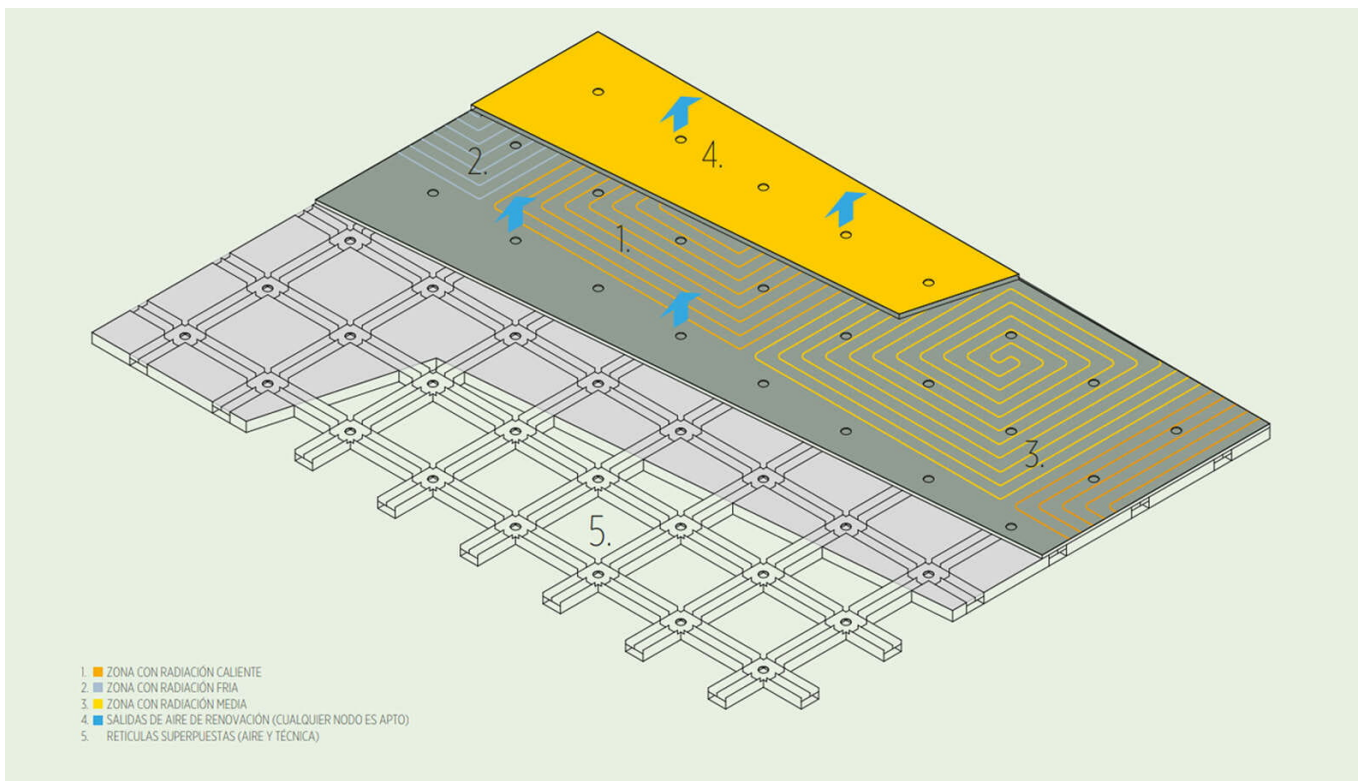 4.
2.
1.
3.
5.
1. ZONA CON RADIACIÓN CALIENTE
2. ZONA CON RADIACIÓN FRIA
3. ZONA CON RADIACIÓN MEDIA
4. SALIDAS DE AIRE DE RENOVACIÓN (CUALQUIER NODO ES APTO)
5. RETICULAS SUPERPUESTAS (AIRE Y TÉCNICA)